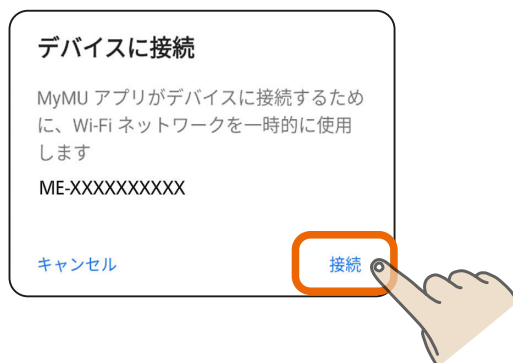 デバイスに接続
MyMU アプリがデバイスに接続するため
に、Wi-Fi ネットワークを一時的に使用
します
ME-XXXXXXXXXX
キャンセル
接続